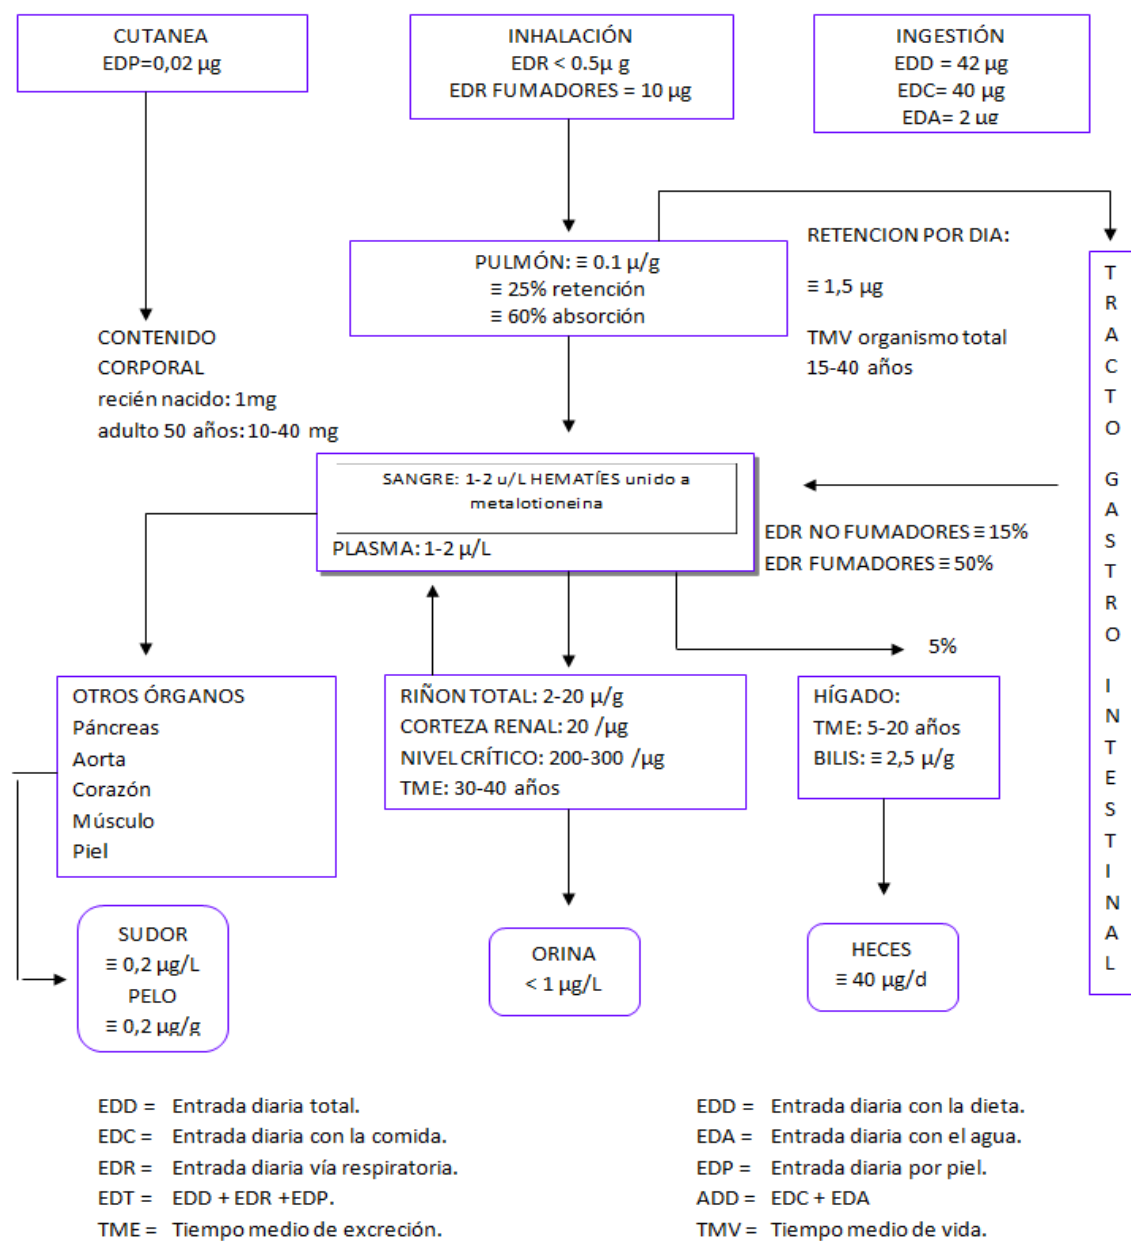 CUTANEA
EDP=0,02 µg
INHALACIÓN
EDR < 0.5µ g
EDR FUMADORES = 10 µg
INGESTIÓN
EDD = 42 µg
EDC= 40 µg
EDA= 2 µg
PULMÓN: ≡ 0.1 µ/g
≡ 25% retención
≡ 60% absorción
RETENCION POR DIA:
≡ 1,5 µg
TMV organismo total
15-40 años
T
R
A
C
T
O
G
A
S
T
R
O
I
N
T
E
S
T
I
N
A
L
CONTENIDO
CORPORAL
recién nacido: 1mg
adulto 50 años: 10-40 mg
SANGRE: 1-2 u/L HEMATÍES unido a
metalotioneina
PLASMA: 1-2 µ/L
EDR NO FUMADORES ≡ 15%
EDR FUMADORES ≡ 50%
5%
OTROS ÓRGANOS
Páncreas
Aorta
Corazón
Músculo
Piel
RIÑON TOTAL: 2-20 µ/g
CORTEZA RENAL: 20 /µg
NIVEL CRÍTICO: 200-300 /µg
TME: 30-40 años
HÍGADO:
TME: 5-20 años
BILIS: ≡ 2,5 µ/g
SUDOR
≡ 0,2 µg/L
PELO
≡ 0,2 µg/g
ORINA
< 1 µg/L
HECES
≡ 40 µg/d
EDD = Entrada diaria total.
EDC = Entrada diaria con la comida.
EDR = Entrada diaria vía respiratoria.
EDT = EDD + EDR +EDP.
TME = Tiempo medio de excreción.
EDD = Entrada diaria con la dieta.
EDA = Entrada diaria con el agua.
EDP = Entrada diaria por piel.
ADD = EDC + EDA
TMV = Tiempo medio de vida.